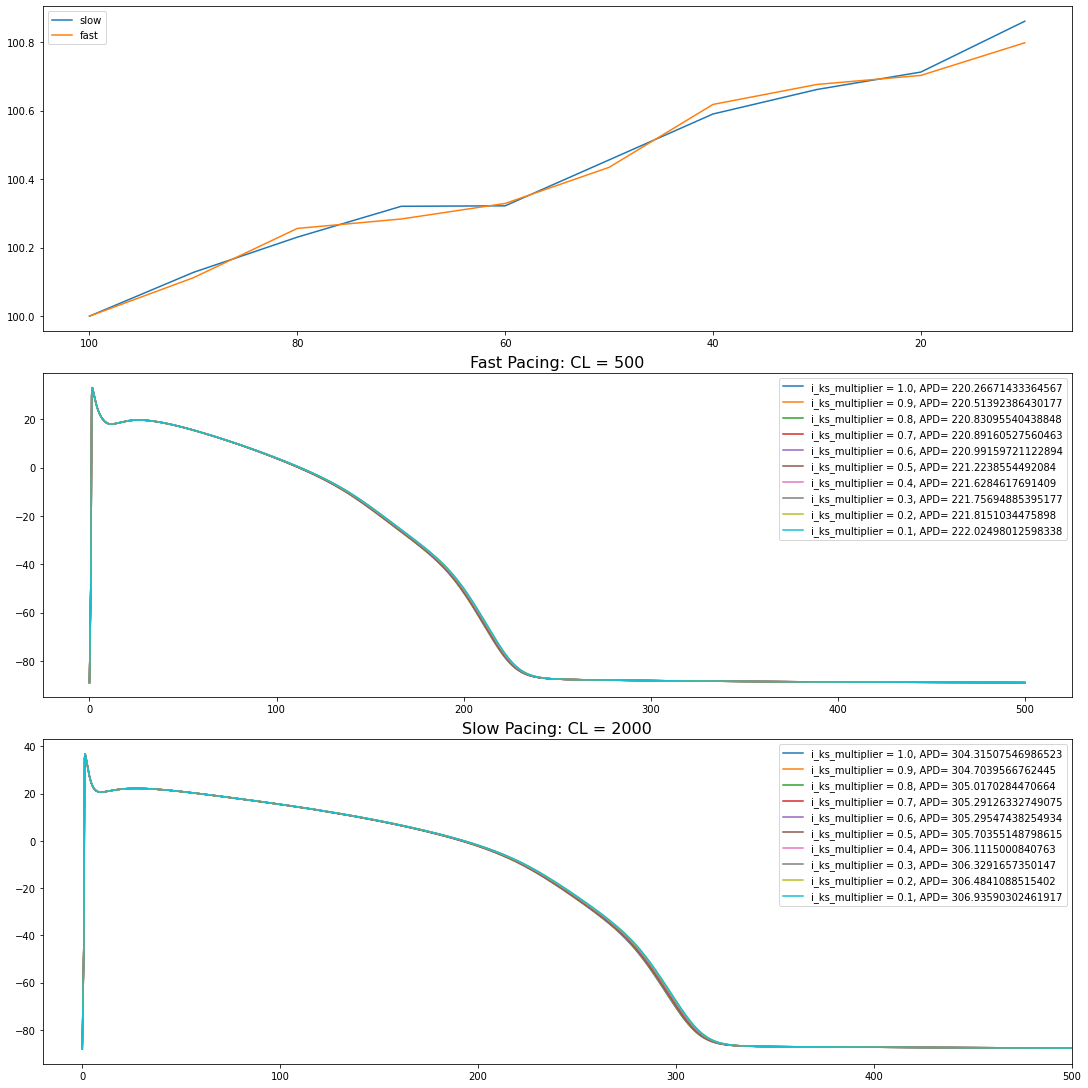 slow
fast
100.8
100.6
100.4
100.2
100.0
100
80
60
40
20
Fast Pacing: CL = 500
i_ks_multiplier = 1.0, APD= 220.26671433364567
i_ks_multiplier = 0.9, APD= 220.51392386430177
i_ks_multiplier = 0.8, APD= 220.83095540438848
i_ks_multiplier = 0.7, APD= 220.89160527560463
i_ks_multiplier = 0.6, APD= 220.99159721122894
i_ks_multiplier = 0.5, APD= 221.2238554492084
i_ks_multiplier = 0.4, APD= 221.6284617691409
i_ks_multiplier = 0.3, APD= 221.75694885395177
i_ks_multiplier = 0.2, APD= 221.8151034475898
i_ks_multiplier = 0.1, APD= 222.02498012598338
20
0
−20
−40
−60
−80
0
100
200
300
400
500
Slow Pacing: CL = 2000
i_ks_multiplier = 1.0, APD= 304.31507546986523
i_ks_multiplier = 0.9, APD= 304.7039566762445
i_ks_multiplier = 0.8, APD= 305.0170284470664
i_ks_multiplier = 0.7, APD= 305.29126332749075
i_ks_multiplier = 0.6, APD= 305.29547438254934
i_ks_multiplier = 0.5, APD= 305.70355148798615
i_ks_multiplier = 0.4, APD= 306.1115000840763
i_ks_multiplier = 0.3, APD= 306.3291657350147
i_ks_multiplier = 0.2, APD= 306.4841088515402
i_ks_multiplier = 0.1, APD= 306.93590302461917
40
20
0
−20
−40
−60
−80
0
100
200
300
400
500